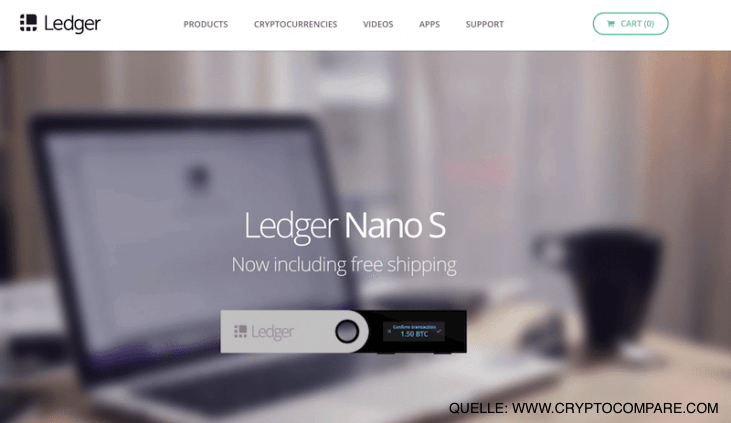 Ledger
PRODUCTS CRYPTOCURRENCIES VIDEOS APPS SUPPORT CART (0)
Ledger Nano S
Now including free shipping
Ledger
Confirm transaction
1.50 BTC
QUELLE: WWW.CRYPTOCOMPARE.COM